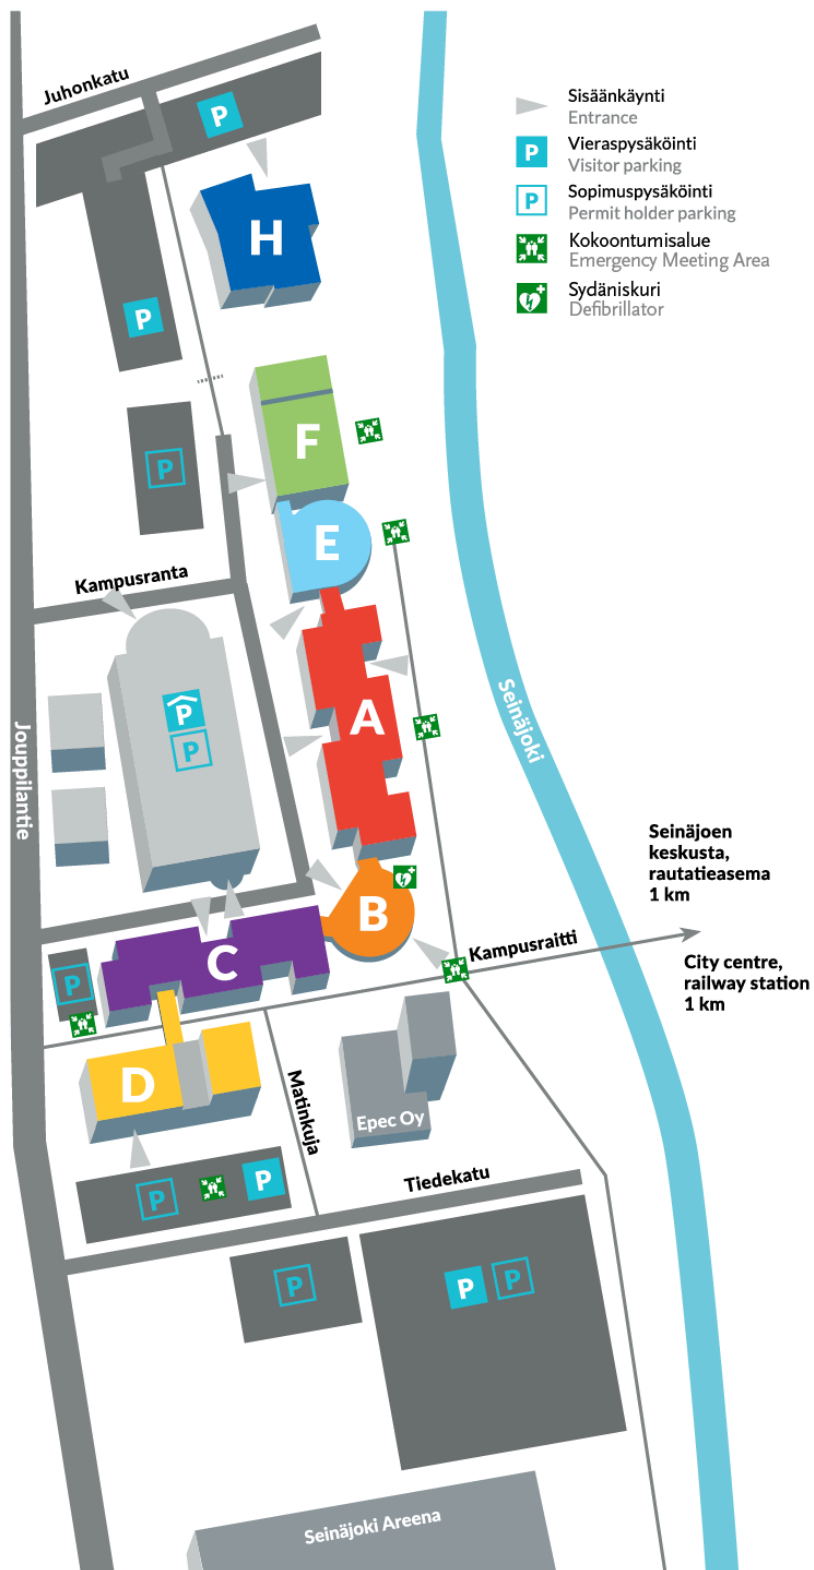 Juhonkatu
P
Sisäänkäynti
Entrance
P
Vieraspysäköinti
Visitor parking
P
Sopimuspysäköinti
Permit holder parking
Kokoontumisalue
Emergency Meeting Area
Sydäniskuri
Defibrillator
H
P
F
P
E
Kampusranta
A
P
P
Seinäjoki
Jouppilantie
Seinäjoen
keskusta,
rautatieasema
1 km
B
Kampusraitti
C
City centre,
railway station
1 km
P
D
Matinkuja
Epec Oy
P
P
Tiedekatu
P
P
P
Seinäjoki Areena